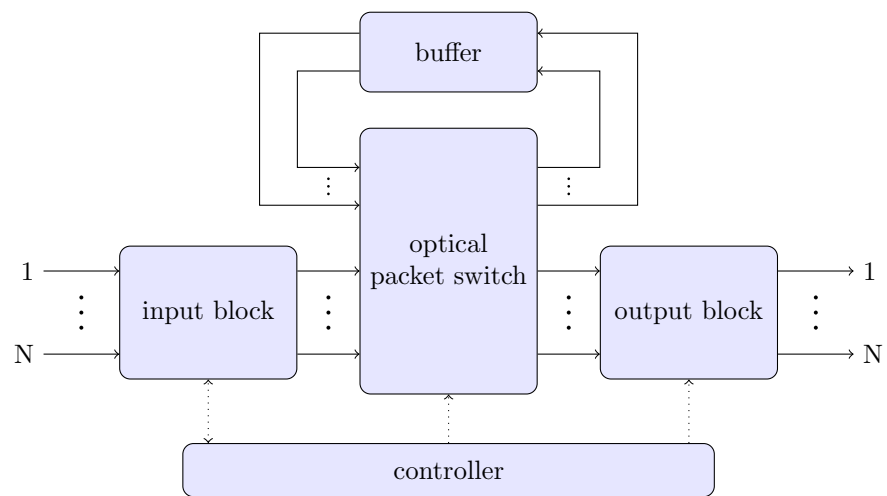 buffer
optical
packet switch
1
input block
output block
1
N
N
controller